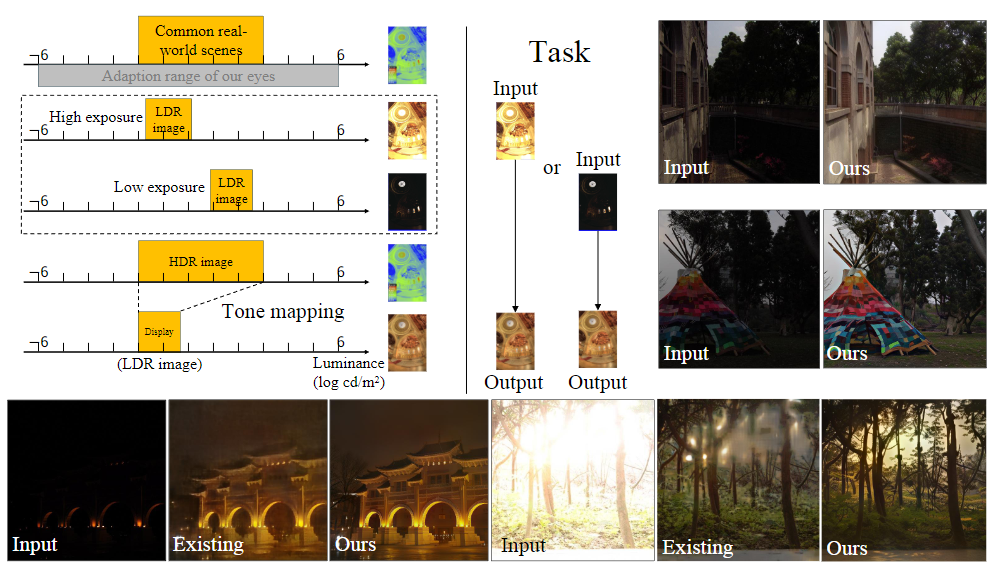 Common real-
world scenes
−6
6
Adaption range of our eyes
High exposure
LDR
image
−6
6
Low exposure
LDR
image
−6
6
HDR image
−6
6
Tone mapping
Display
−6
6
(LDR image)
Luminance
(log cd/m²)
Task
Input
or
Input
Output
Output
Input
Ours
Input
Ours
Input
Existing
Ours
Input
Existing
Ours